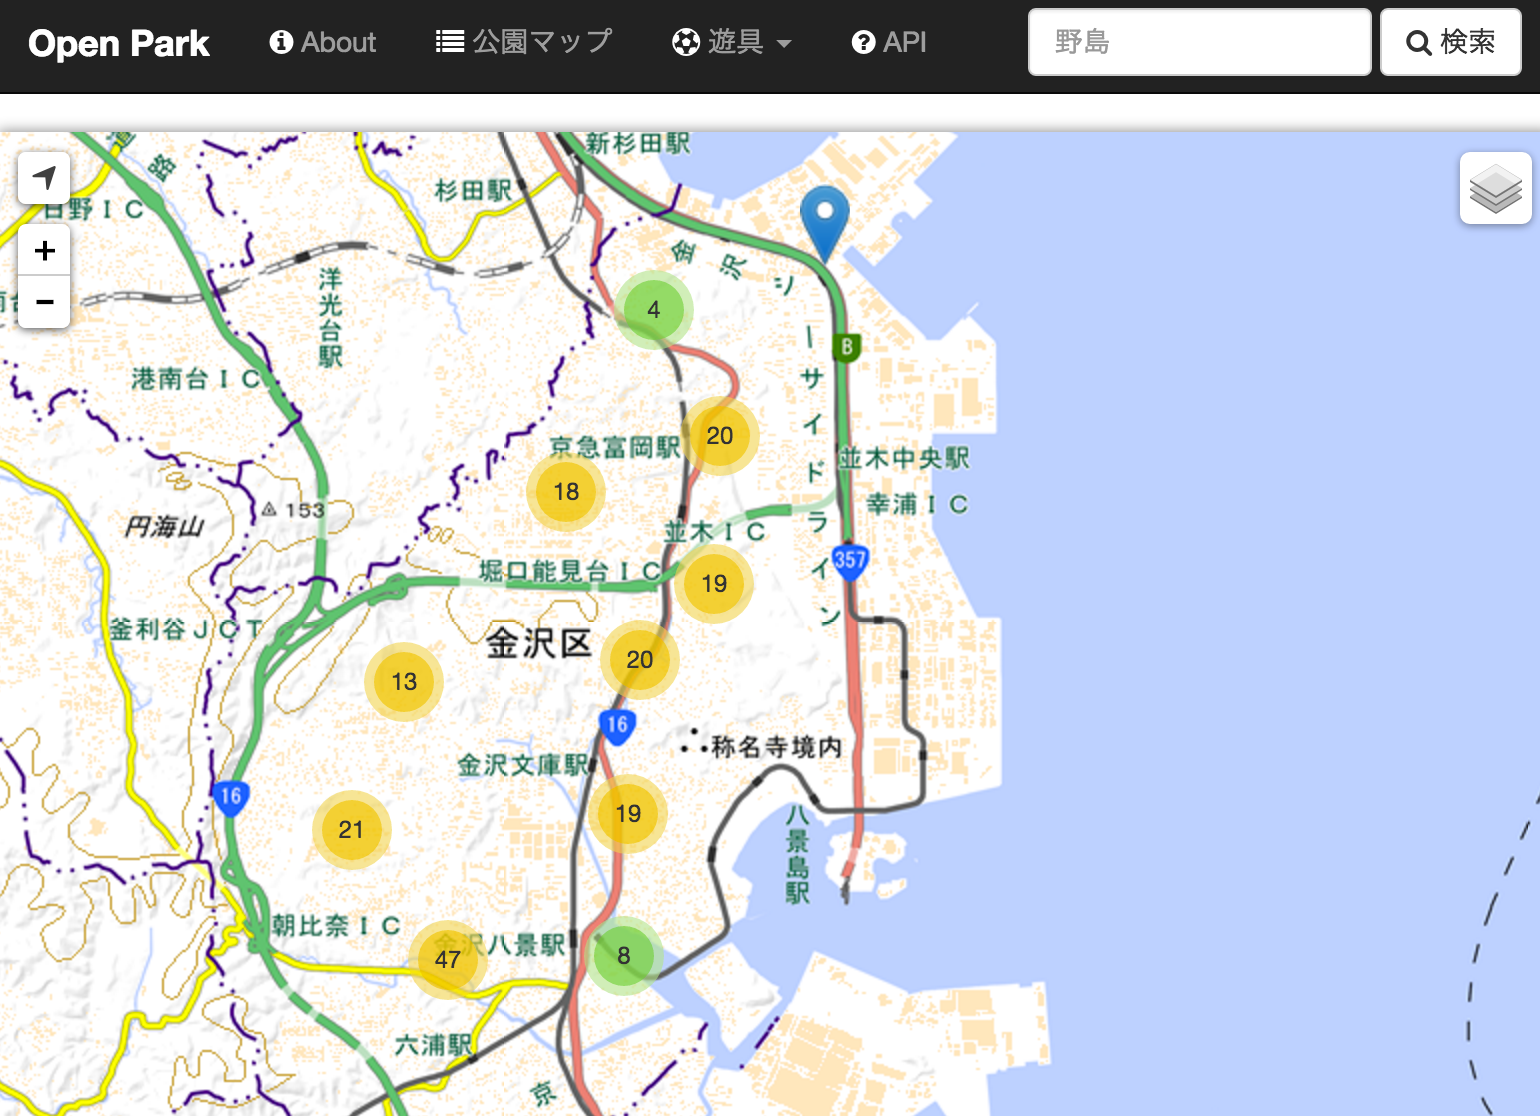 Open Park
About
公園マップ
遊具
API
野島
検索
新杉田駅
道
路
杉田駅
日野IC
金
沢
シ
ー
サ
イ
ド
ラ
イ
ン
洋光台駅
+
−
4
B
港南台IC
20
京急富岡駅
並木中央駅
18
幸浦IC
153
円海山
並木IC
357
堀口能見台IC
19
釜利谷JCT
金沢区
20
13
16
称名寺境内
金沢文庫駅
16
八景島駅
19
21
朝比奈IC
金沢八景駅
47
8
六浦駅
京